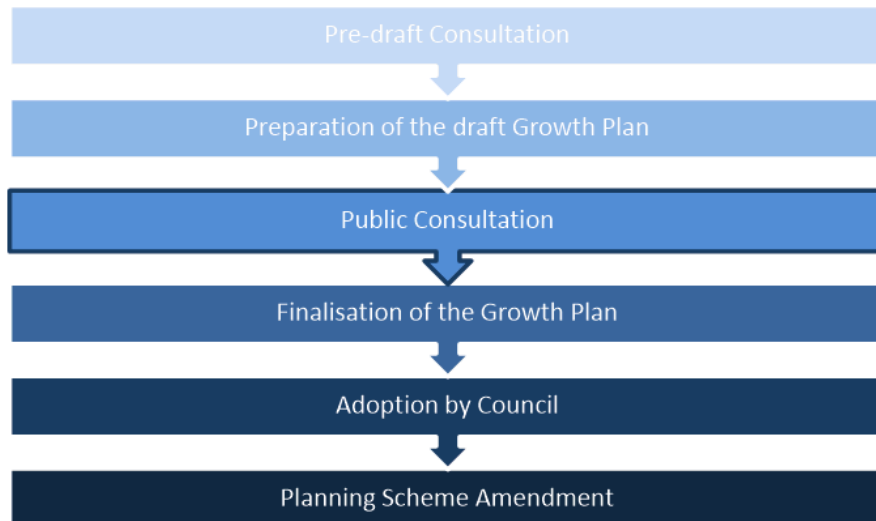 Pre-draft Consultation
Preparation of the draft Growth Plan
Public Consultation
Finalisation of the Growth Plan
Adoption by Council
Planning Scheme Amendment